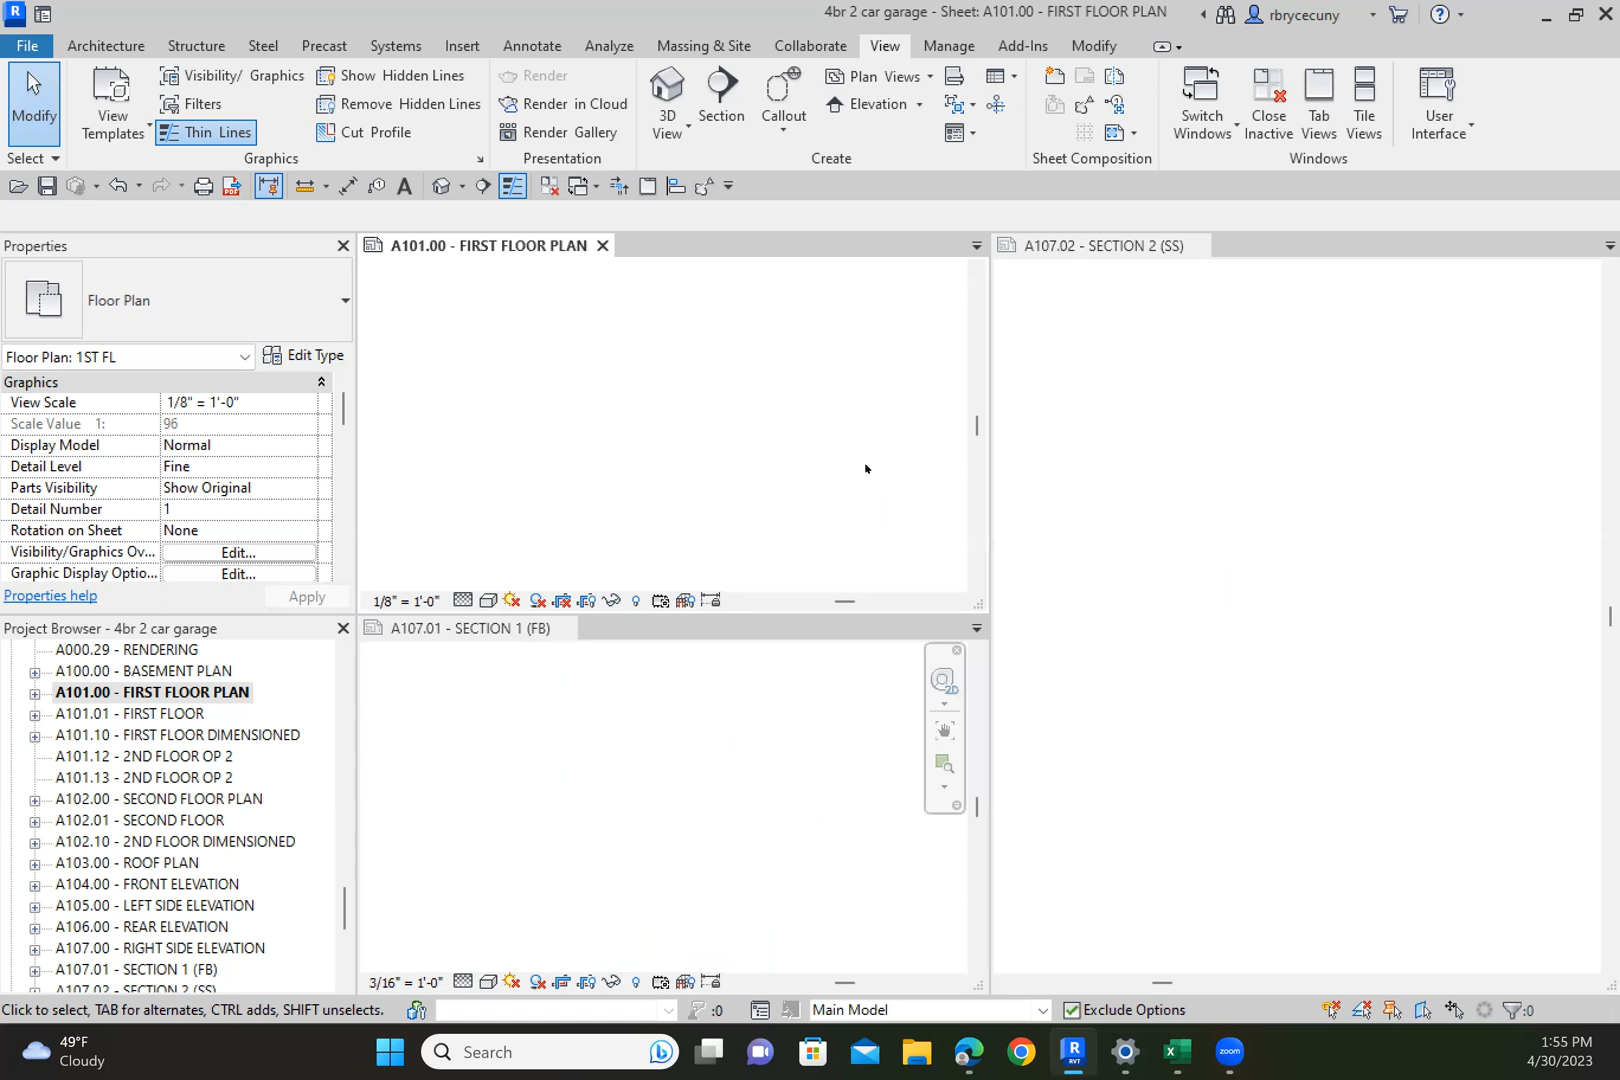 4br 2 car garage - Sheet: A101.00 - FIRST FLOOR PLAN
rbrycecuny
File Architecture Structure Steel Precast Systems Insert Annotate Analyze Massing & Site Collaborate View Manage Add-Ins Modify
Modify
Select
View Templates
Visibility/ Graphics
Filters
Thin Lines
Show Hidden Lines
Remove Hidden Lines
Cut Profile
Graphics
Render
Render in Cloud
Render Gallery
Presentation
3D View
Section
Callout
Plan Views
Elevation
Create
Sheet Composition
Switch Windows
Close Inactive
Tab Views
Tile Views
Windows
User Interface
PDF
Properties
Floor Plan
Floor Plan: 1ST FL
Edit Type
Graphics
View Scale 1/8" = 1'-0"
Scale Value 1: 96
Display Model Normal
Detail Level Fine
Parts Visibility Show Original
Detail Number 1
Rotation on Sheet None
Visibility/Graphics Ov... Edit...
Graphic Display Optio... Edit...
Properties help Apply
Project Browser - 4br 2 car garage
A000.29 - RENDERING
A100.00 - BASEMENT PLAN
A101.00 - FIRST FLOOR PLAN
A101.01 - FIRST FLOOR
A101.10 - FIRST FLOOR DIMENSIONED
A101.12 - 2ND FLOOR OP 2
A101.13 - 2ND FLOOR OP 2
A102.00 - SECOND FLOOR PLAN
A102.01 - SECOND FLOOR
A102.10 - 2ND FLOOR DIMENSIONED
A103.00 - ROOF PLAN
A104.00 - FRONT ELEVATION
A105.00 - LEFT SIDE ELEVATION
A106.00 - REAR ELEVATION
A107.00 - RIGHT SIDE ELEVATION
A107.01 - SECTION 1 (FB)
A107.02 - SECTION 2 (SS)
A101.00 - FIRST FLOOR PLAN
1/8" = 1'-0"
A107.01 - SECTION 1 (FB)
2D
3/16" = 1'-0"
A107.02 - SECTION 2 (SS)
Click to select, TAB for alternates, CTRL adds, SHIFT unselects.
:0
Main Model
Exclude Options
:0
49°F
Cloudy
Search
R
RVT
zoom
1:55 PM
4/30/2023